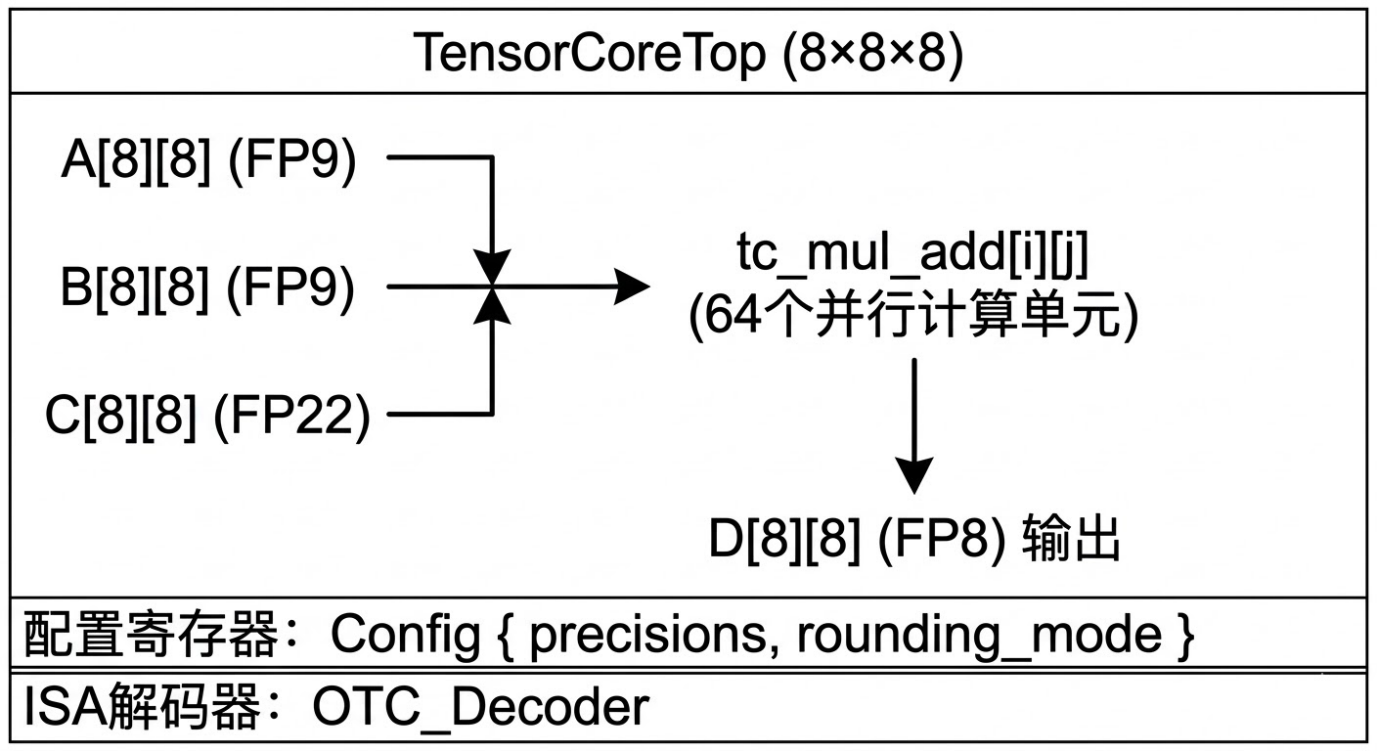 TensorCoreTop (8×8×8)
A[8][8] (FP9)
B[8][8] (FP9)
C[8][8] (FP22)
tc_mul_add[i][j]
(64个并行计算单元)
D[8][8] (FP8) 输出
配置寄存器：Config { precisions, rounding_mode }
ISA解码器：OTC_Decoder